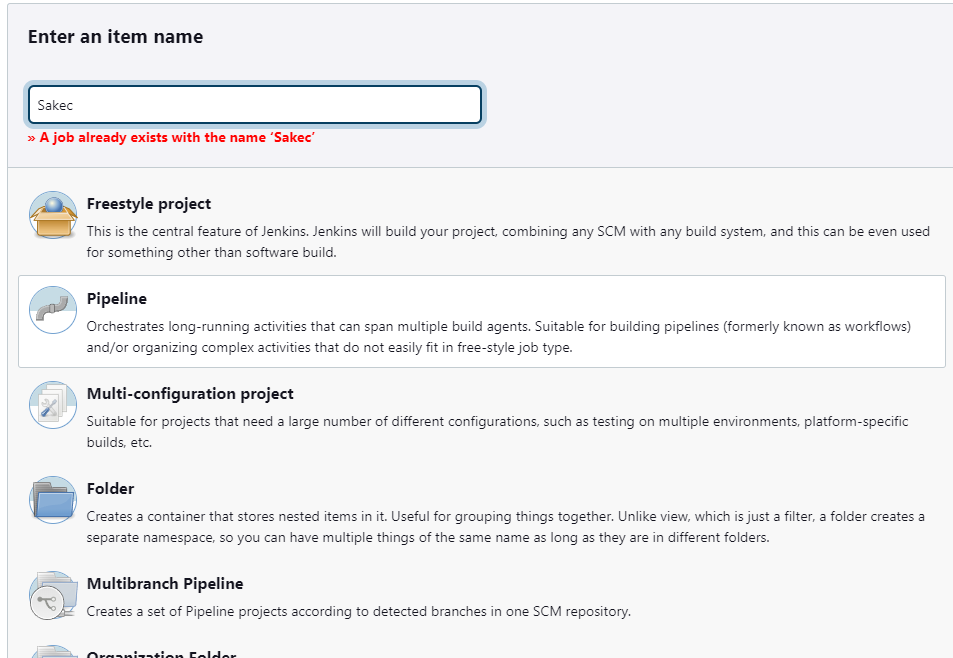 Enter an item name
Sakec
» A job already exists with the name ‘Sakec’
Freestyle project
This is the central feature of Jenkins. Jenkins will build your project, combining any SCM with any build system, and this can be even used
for something other than software build.
Pipeline
Orchestrates long-running activities that can span multiple build agents. Suitable for building pipelines (formerly known as workflows)
and/or organizing complex activities that do not easily fit in free-style job type.
Multi-configuration project
Suitable for projects that need a large number of different configurations, such as testing on multiple environments, platform-specific
builds, etc.
Folder
Creates a container that stores nested items in it. Useful for grouping things together. Unlike view, which is just a filter, a folder creates a
separate namespace, so you can have multiple things of the same name as long as they are in different folders.
Multibranch Pipeline
Creates a set of Pipeline projects according to detected branches in one SCM repository.
Organization Folder